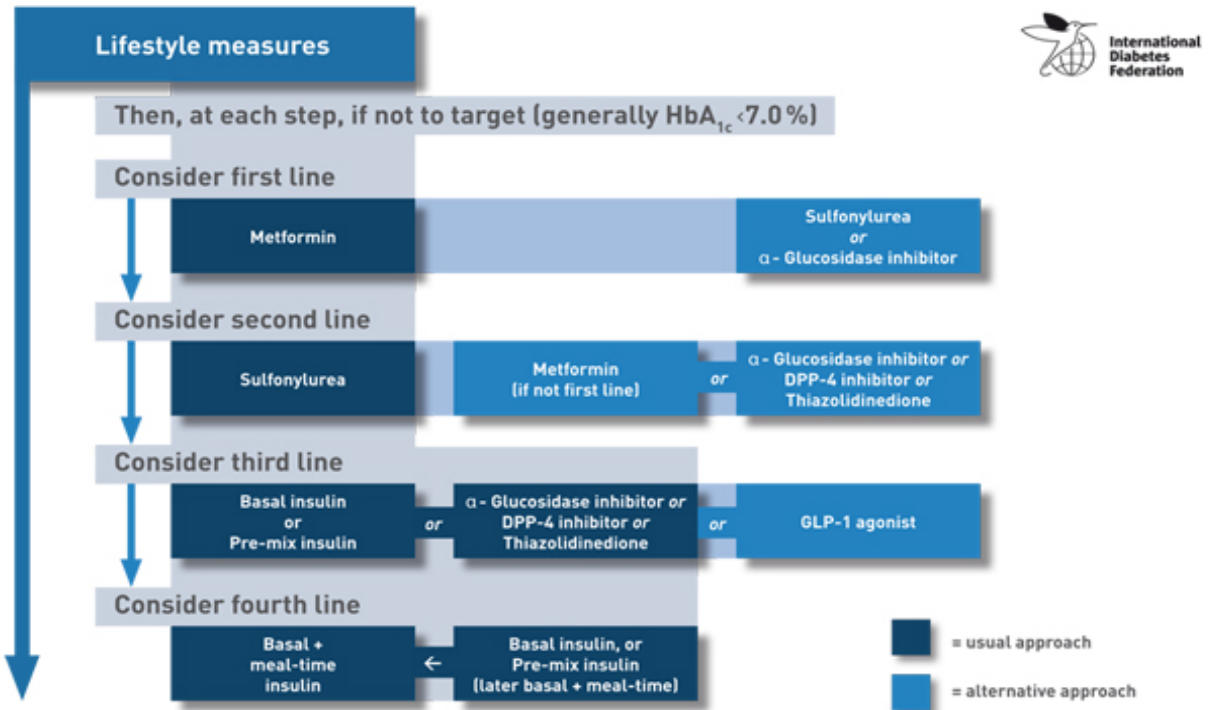 Lifestyle measures
International
Diabetes
Federation
Then, at each step, if not to target (generally HbA1c <7.0 %)
Consider first line
Metformin
Sulfonylurea
or
α - Glucosidase inhibitor
Consider second line
Sulfonylurea
Metformin
(if not first line)
or
α - Glucosidase inhibitor or
DPP-4 inhibitor or
Thiazolidinedione
Consider third line
Basal insulin
or
Pre-mix insulin
or
α - Glucosidase inhibitor or
DPP-4 inhibitor or
Thiazolidinedione
or
GLP-1 agonist
Consider fourth line
Basal +
meal-time
insulin
←
Basal insulin, or
Pre-mix insulin
(later basal + meal-time)
= usual approach
= alternative approach